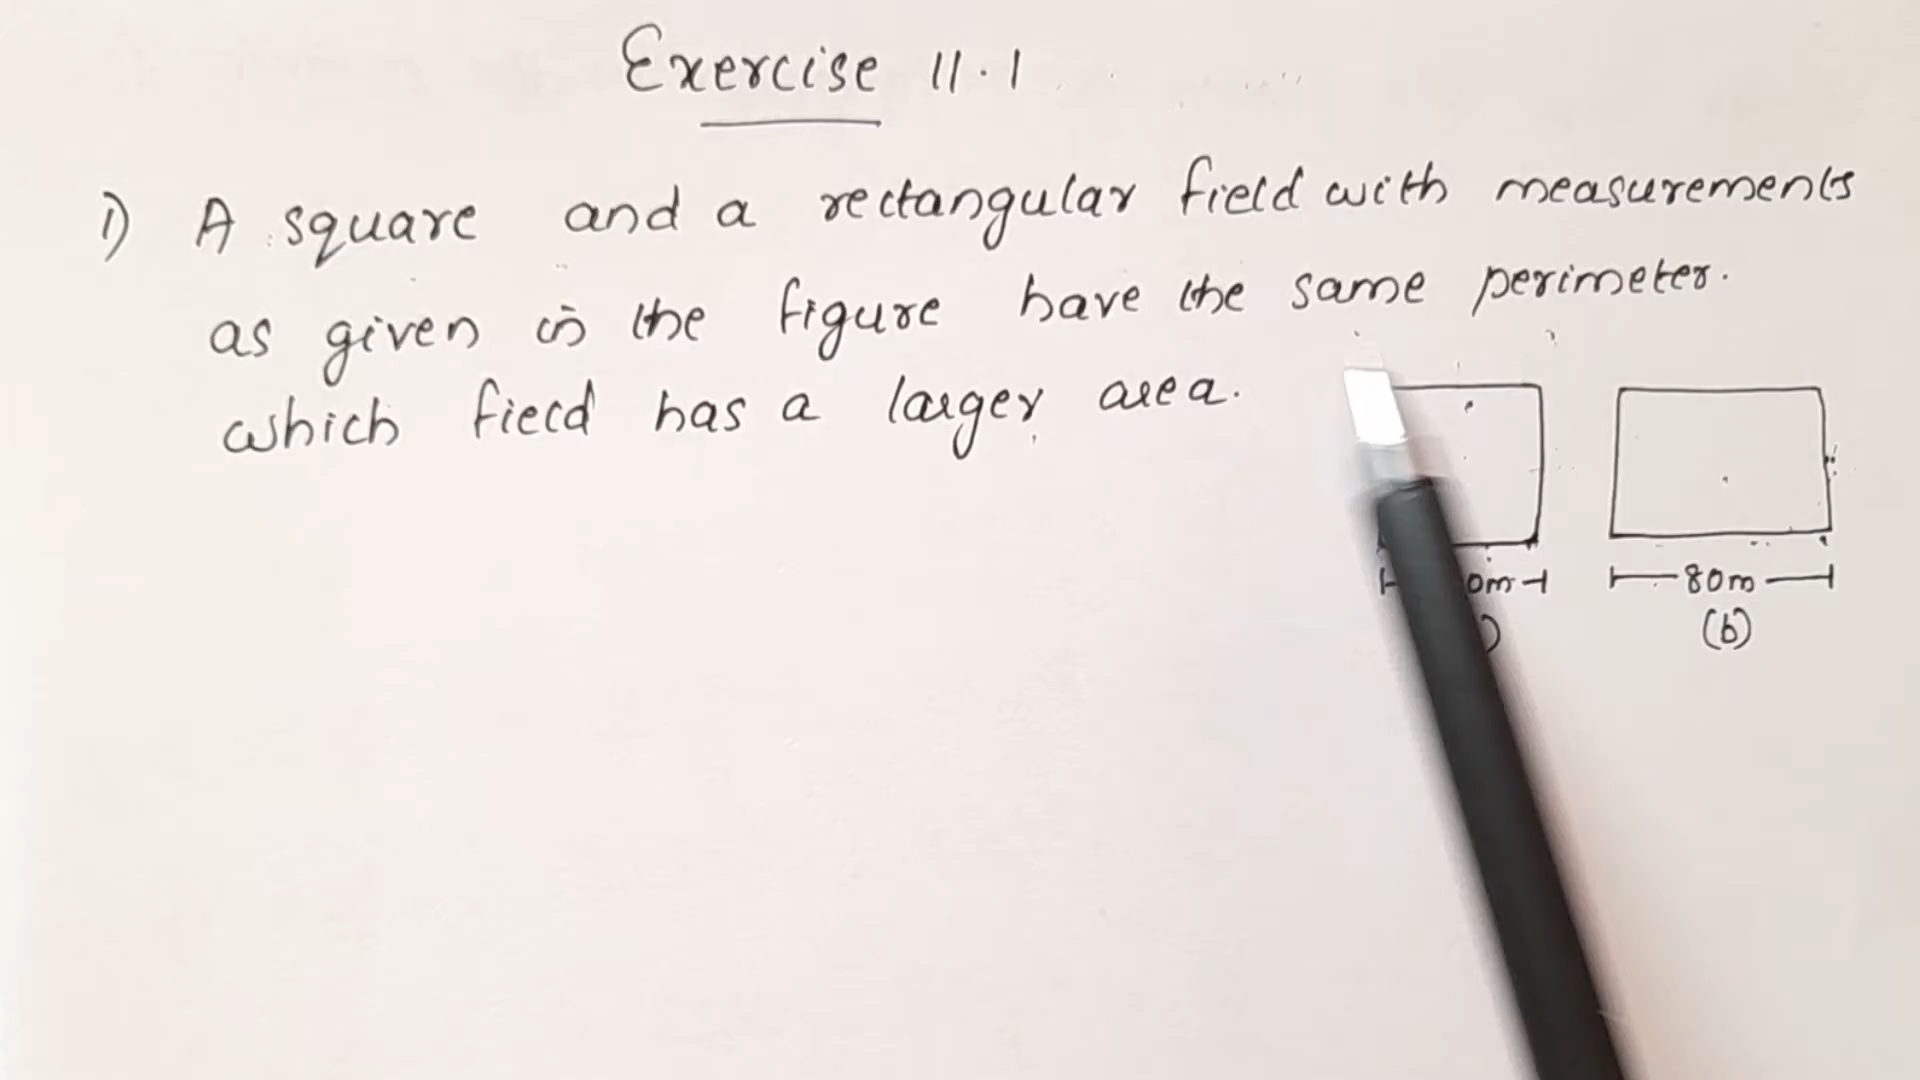 Exercise 11.1
1) A square and a rectangular field with measurements
as given in the figure have the same perimeter.
which field has a larger area.
0m 80m
) (b)